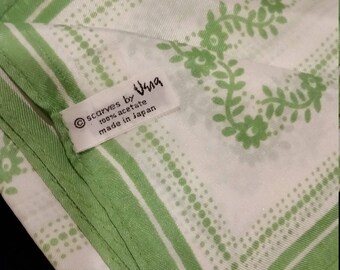 © scarves by Vera
100% acetate
made in Japan